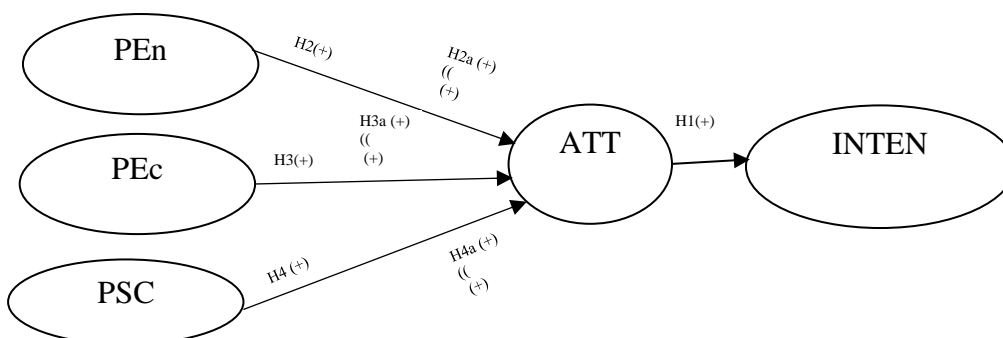 PEn
H2(+)
H2a (+)
((
(+)
H3a (+)
((
(+)
PEc
H3(+)
ATT
H1(+)
INTEN
PSC
H4 (+)
H4a (+)
((
(+)